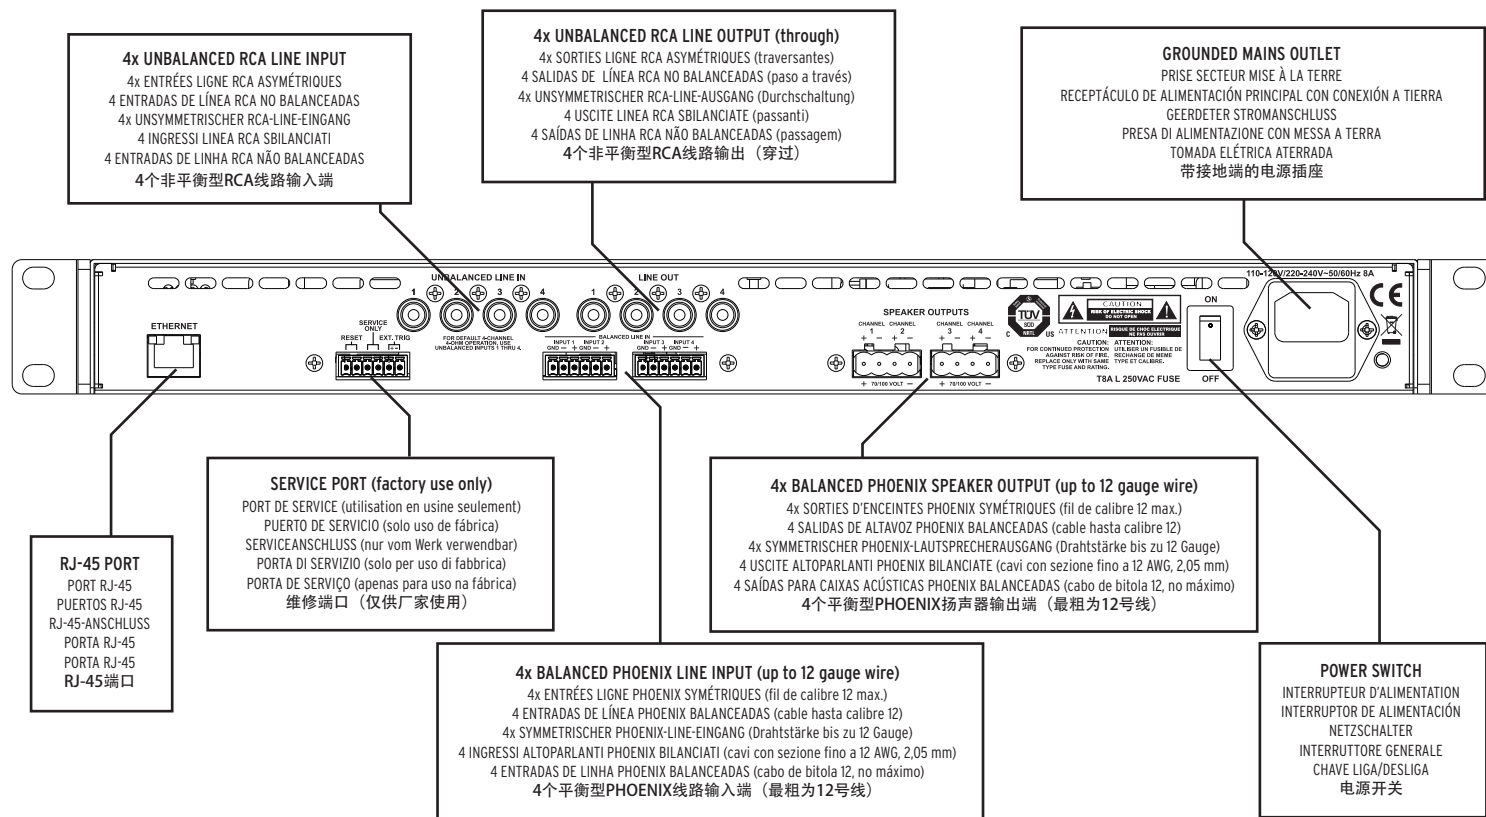 4x UNBALANCED RCA LINE INPUT
4x ENTRÉES LIGNE RCA ASYMÉTRIQUES
4 ENTRADAS DE LÍNEA RCA NO BALANCEADAS
4x UNSYMMETRISCHER RCA-LINE-EINGANG
4 INGRESSI LINEA RCA SBILANCIATI
4 ENTRADAS DE LINHA RCA NÃO BALANCEADAS
4个非平衡型RCA线路输入端
4x UNBALANCED RCA LINE OUTPUT (through)
4x SORTIES LIGNE RCA ASYMÉTRIQUES (traversantes)
4 SALIDAS DE LÍNEA RCA NO BALANCEADAS (paso a través)
4x UNSYMMETRISCHER RCA-LINE-AUSGANG (Durchschaltung)
4 USCITE LINEA RCA SBILANCIATE (passanti)
4 SAÍDAS DE LINHA RCA NÃO BALANCEADAS (passagem)
4个非平衡型RCA线路输出（穿过）
GROUNDED MAINS OUTLET
PRISE SECTEUR MISE À LA TERRE
RECEPTÁCULO DE ALIMENTACIÓN PRINCIPAL CON CONEXIÓN A TIERRA
GEERDETER STROMANSCHLUSS
PRESA DI ALIMENTAZIONE CON MESSA A TERRA
TOMADA ELÉTRICA ATERRADA
带接地端的电源插座
UNBALANCED LINE IN
1 2 3 4
LINE OUT
1 2 3 4
110-120V/220-240V~50/60Hz 8A
ETHERNET
SERVICE
ONLY
RESET
EXT. TRIG
FOR DEFAULT 4-CHANNEL
4-OHM OPERATION, USE
UNBALANCED INPUTS 1 THRU 4.
BALANCED LINE IN
INPUT 1 INPUT 2
GND − + GND − +
INPUT 3 INPUT 4
GND − + GND − +
SPEAKER OUTPUTS
CHANNEL CHANNEL
1 2
+ − + −
+ 70/100 VOLT −
CHANNEL CHANNEL
3 4
+ − + −
+ 70/100 VOLT −
TÜV
SÜD
NRTL
C US
CAUTION
RISK OF ELECTRIC SHOCK
DO NOT OPEN
ATTENTION
RISQUE DE CHOC ELECTRIQUE
NE PAS OUVRIR
CAUTION:
FOR CONTINUED PROTECTION
AGAINST RISK OF FIRE,
REPLACE ONLY WITH SAME
TYPE FUSE AND RATING.
ATTENTION:
UTILISER UN FUSIBLE DE
RECHANGE DE MEME
TYPE ET CALIBRE.
T8A L 250VAC FUSE
ON
OFF
CE
RJ-45 PORT
PORT RJ-45
PUERTOS RJ-45
RJ-45-ANSCHLUSS
PORTA RJ-45
PORTA RJ-45
RJ-45端口
SERVICE PORT (factory use only)
PORT DE SERVICE (utilisation en usine seulement)
PUERTO DE SERVICIO (solo uso de fábrica)
SERVICEANSCHLUSS (nur vom Werk verwendbar)
PORTA DI SERVIZIO (solo per uso di fabbrica)
PORTA DE SERVIÇO (apenas para uso na fábrica)
维修端口（仅供厂家使用）
4x BALANCED PHOENIX LINE INPUT (up to 12 gauge wire)
4x ENTRÉES LIGNE PHOENIX SYMÉTRIQUES (fil de calibre 12 max.)
4 ENTRADAS DE LÍNEA PHOENIX BALANCEADAS (cable hasta calibre 12)
4x SYMMETRISCHER PHOENIX-LINE-EINGANG (Drahtstärke bis zu 12 Gauge)
4 INGRESSI ALTOPARLANTI PHOENIX BILANCIATI (cavi con sezione fino a 12 AWG, 2,05 mm)
4 ENTRADAS DE LINHA PHOENIX BALANCEADAS (cabo de bitola 12, no máximo)
4个平衡型PHOENIX线路输入端（最粗为12号线）
4x BALANCED PHOENIX SPEAKER OUTPUT (up to 12 gauge wire)
4x SORTIES D'ENCEINTES PHOENIX SYMÉTRIQUES (fil de calibre 12 max.)
4 SALIDAS DE ALTAVOZ PHOENIX BALANCEADAS (cable hasta calibre 12)
4x SYMMETRISCHER PHOENIX-LAUTSPRECHERAUSGANG (Drahtstärke bis zu 12 Gauge)
4 USCITE ALTOPARLANTI PHOENIX BILANCIATE (cavi con sezione fino a 12 AWG, 2,05 mm)
4 SAÍDAS PARA CAIXAS ACÚSTICAS PHOENIX BALANCEADAS (cabo de bitola 12, no máximo)
4个平衡型PHOENIX扬声器输出端（最粗为12号线）
POWER SWITCH
INTERRUPTEUR D'ALIMENTATION
INTERRUPTOR DE ALIMENTACIÓN
NETZSCHALTER
INTERRUTTORE GENERALE
CHAVE LIGA/DESLIGA
电源开关